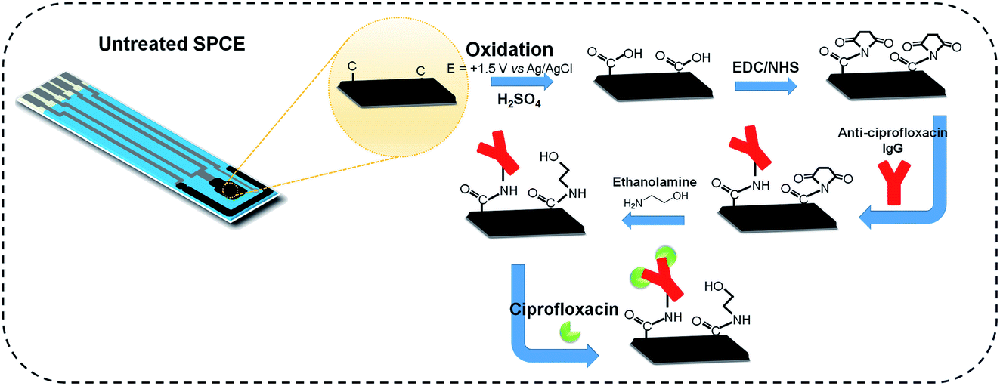 Untreated SPCE
C
C
Oxidation
E = +1.5 V vs Ag/AgCl
H₂SO₄
O
C
OH
O
C
OH
EDC/NHS
O
N
O
O
C
O
N
O
O
C
Anti-ciprofloxacin
IgG
O
C
NH
O
N
O
O
C
Ethanolamine
H₂N
OH
O
C
NH
HO
O
C
NH
Ciprofloxacin
O
C
NH
HO
O
C
NH